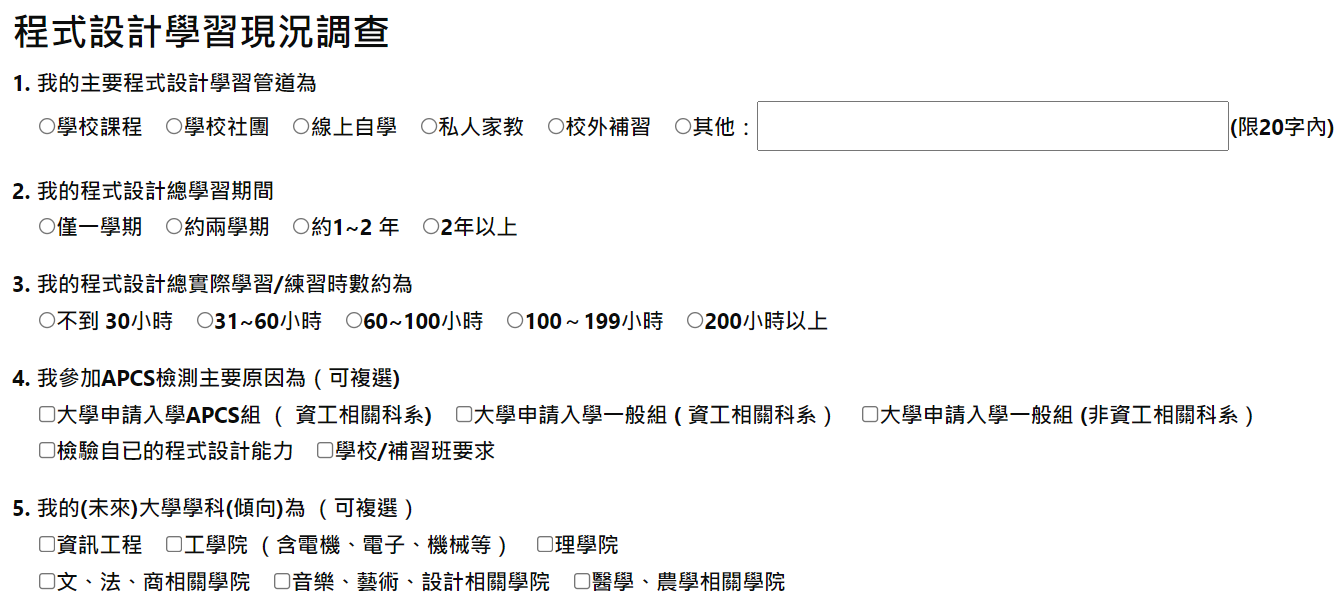 程式設計學習現況調查
1. 我的主要程式設計學習管道為
○學校課程 ○學校社團 ○線上自學 ○私人家教 ○校外補習 ○其他： (限20字內)
2. 我的程式設計總學習期間
○僅一學期 ○約兩學期 ○約1~2 年 ○2年以上
3. 我的程式設計總實際學習/練習時數約為
○不到 30小時 ○31~60小時 ○60~100小時 ○100～199小時 ○200小時以上
4. 我參加APCS檢測主要原因為（可複選)
☐大學申請入學APCS組 （ 資工相關科系) ☐大學申請入學一般組 ( 資工相關科系 ） ☐大學申請入學一般組 (非資工相關科系 ）
☐檢驗自已的程式設計能力 ☐學校/補習班要求
5. 我的(未來)大學學科(傾向)為 （可複選 ）
☐資訊工程 ☐工學院 （含電機、電子、機械等 ） ☐理學院
☐文、法、商相關學院 ☐音樂、藝術、設計相關學院 ☐醫學、農學相關學院